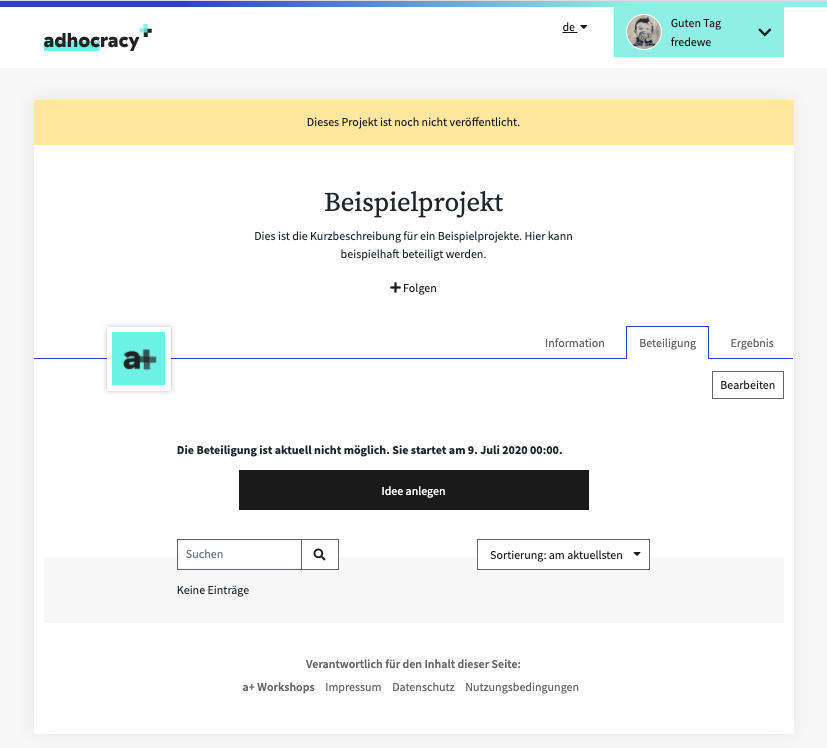 adhocracy+
de
Guten Tag
fredewe
Dieses Projekt ist noch nicht veröffentlicht.
Beispielprojekt
Dies ist die Kurzbeschreibung für ein Beispielprojekte. Hier kann
beispielhaft beteiligt werden.
+ Folgen
a+
Information
Beteiligung
Ergebnis
Bearbeiten
Die Beteiligung ist aktuell nicht möglich. Sie startet am 9. Juli 2020 00:00.
Idee anlegen
Suchen
Sortierung: am aktuellsten
Keine Einträge
Verantwortlich für den Inhalt dieser Seite:
a+ Workshops Impressum Datenschutz Nutzungsbedingungen